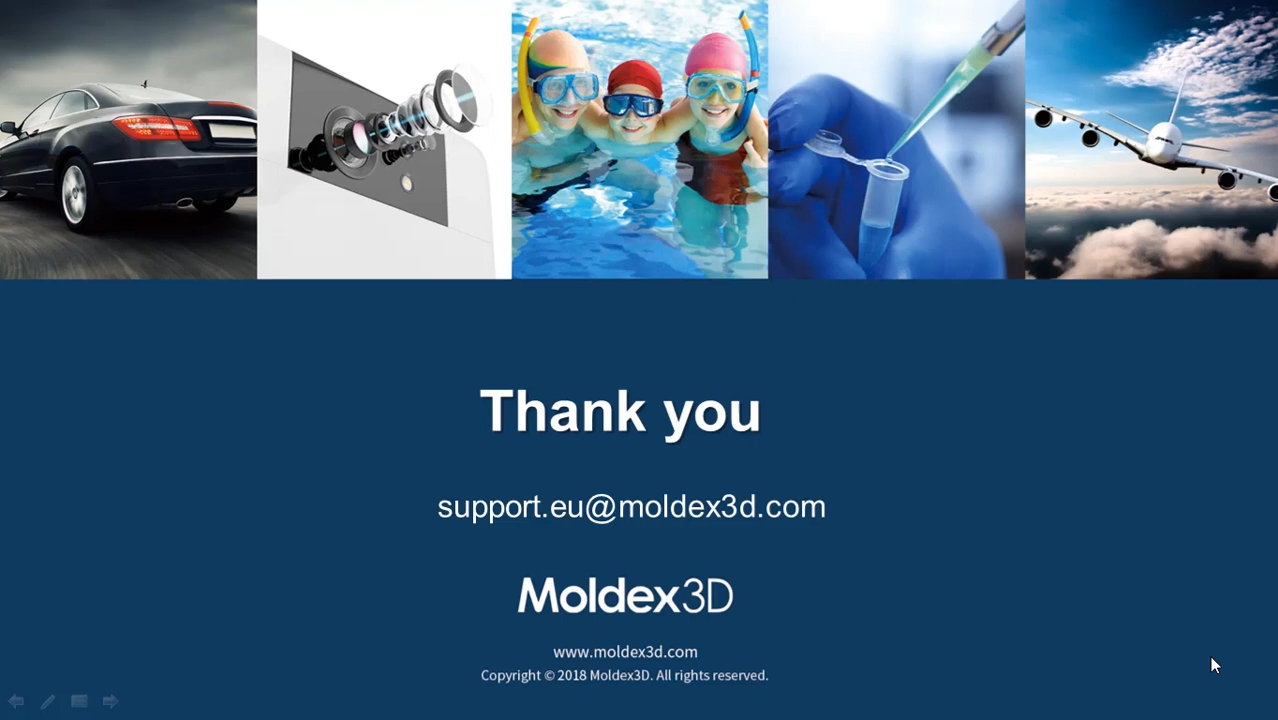 Thank you
support.eu@moldex3d.com
Moldex3D
www.moldex3d.com
Copyright © 2018 Moldex3D. All rights reserved.